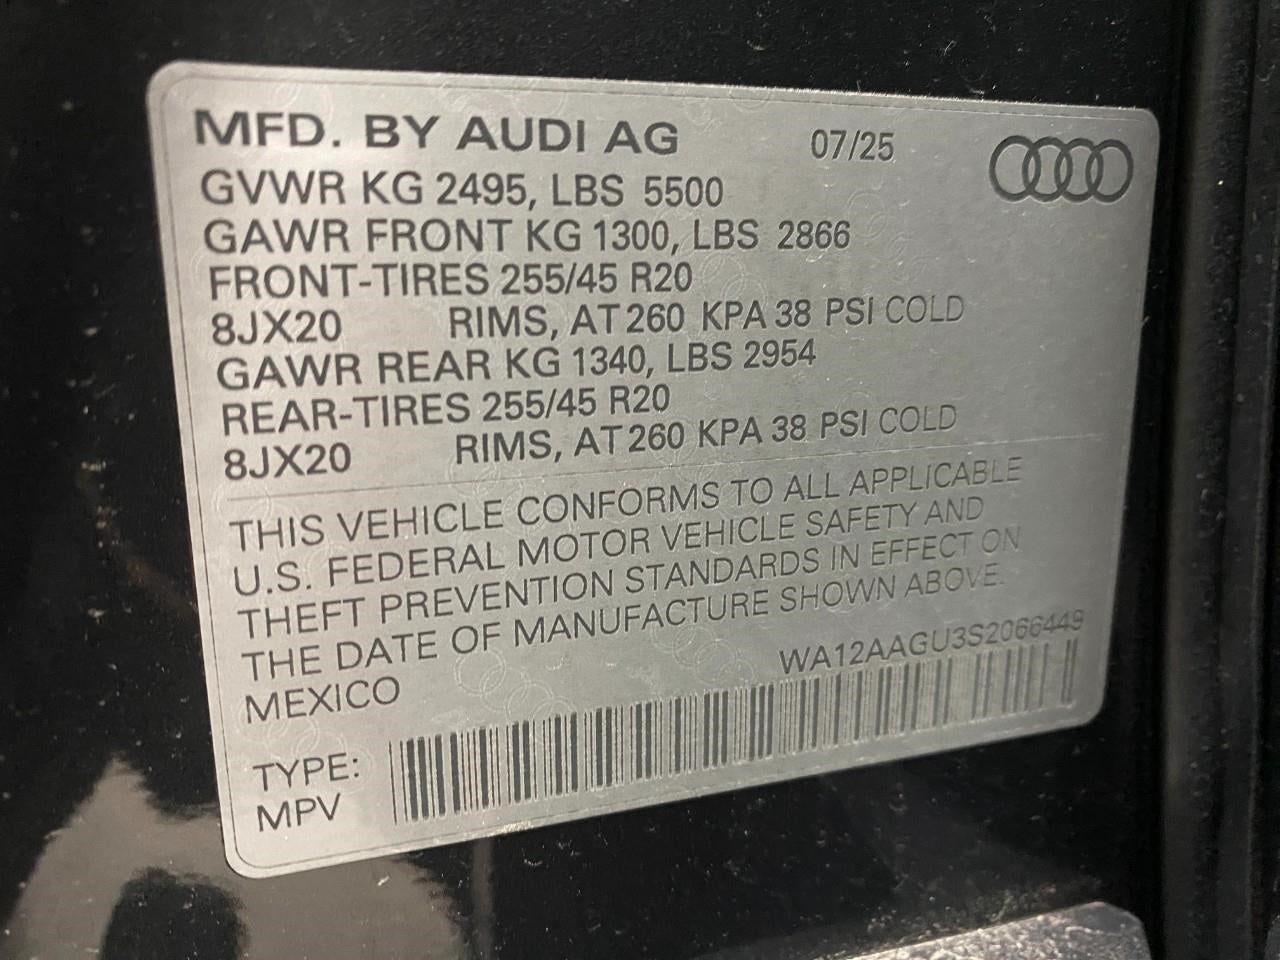 MFD. BY AUDI AG 07/25
GVWR KG 2495, LBS 5500
GAWR FRONT KG 1300, LBS 2866
FRONT-TIRES 255/45 R20
8JX20 RIMS, AT 260 KPA 38 PSI COLD
GAWR REAR KG 1340, LBS 2954
REAR-TIRES 255/45 R20
8JX20 RIMS, AT 260 KPA 38 PSI COLD
THIS VEHICLE CONFORMS TO ALL APPLICABLE
U.S. FEDERAL MOTOR VEHICLE SAFETY AND
THEFT PREVENTION STANDARDS IN EFFECT ON
THE DATE OF MANUFACTURE SHOWN ABOVE.
MEXICO WA12AAGU3S2066449
TYPE:
MPV